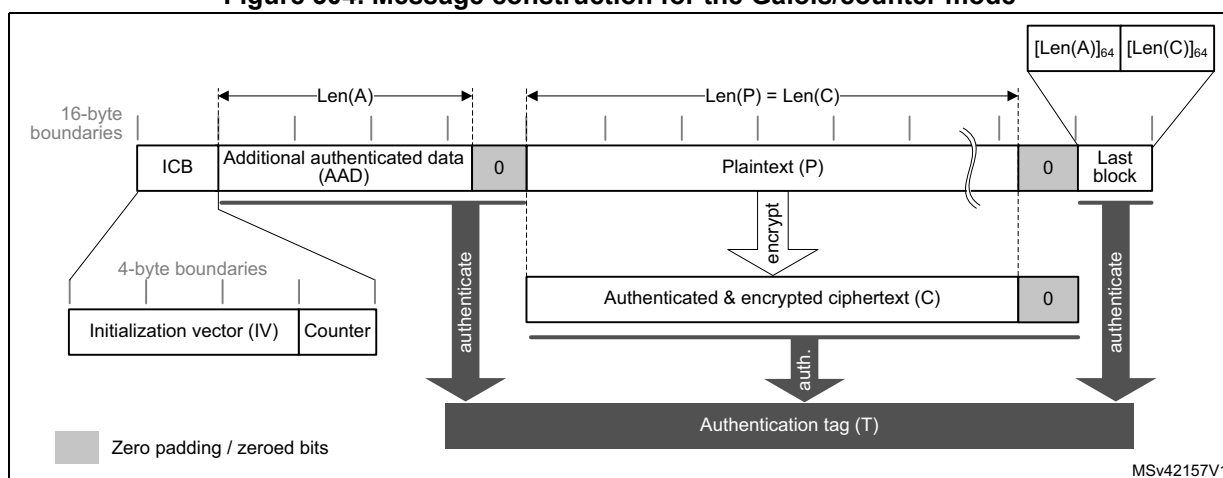 Figure 304. Message construction for the Galois/counter mode
[Len(A)]64 [Len(C)]64
Len(A)
Len(P) = Len(C)
16-byte
boundaries
ICB
Additional authenticated data
(AAD)
0
Plaintext (P)
0
Last
block
encrypt
4-byte boundaries
Initialization vector (IV)
Counter
Authenticated & encrypted ciphertext (C)
0
authenticate
auth.
authenticate
Authentication tag (T)
Zero padding / zeroed bits
MSv42157V1